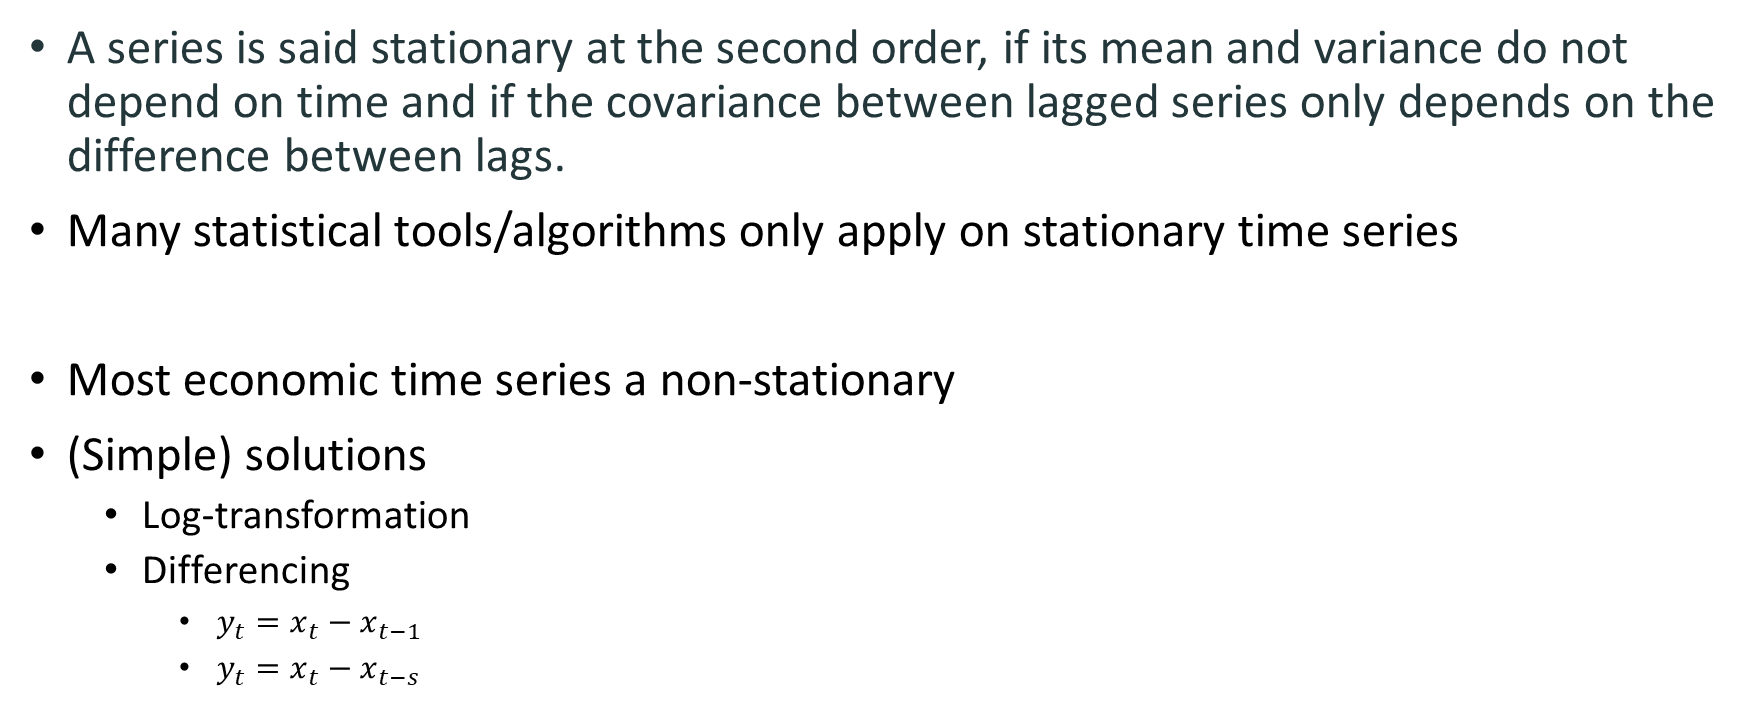 • A series is said stationary at the second order, if its mean and variance do not
depend on time and if the covariance between lagged series only depends on the
difference between lags.
• Many statistical tools/algorithms only apply on stationary time series
• Most economic time series a non-stationary
• (Simple) solutions
• Log-transformation
• Differencing
• yₜ = xₜ − xₜ₋₁
• yₜ = xₜ − xₜ₋ₛ